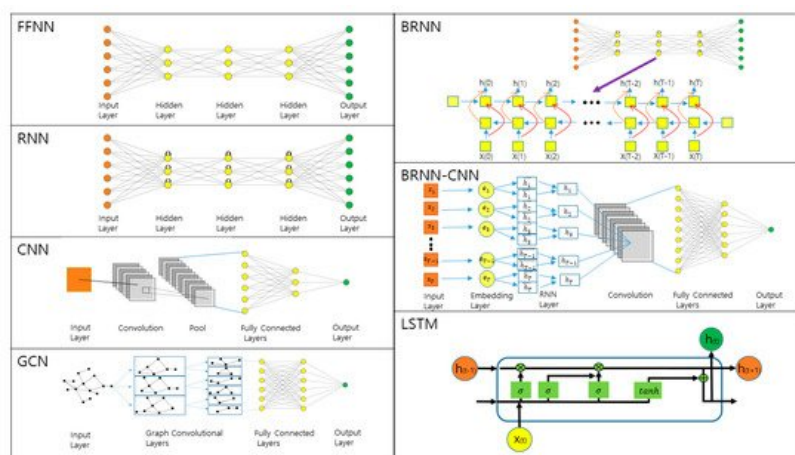 FFNN
Input Layer
Hidden Layer
Hidden Layer
Hidden Layer
Output Layer
RNN
Input Layer
Hidden Layer
Hidden Layer
Hidden Layer
Output Layer
CNN
Input Layer
Convolution
Pool
Fully Connected Layers
Output Layer
GCN
Input Layer
Graph Convolutional Layers
Fully Connected Layers
Output Layer
BRNN
h(0) h(1) h(2) h(T-2) h(T-1) h(T)
X(0) X(1) X(2) X(T-2) X(T-1) X(T)
BRNN-CNN
Input Layer
Embedding Layer
RNN Layer
Convolution
Fully Connected Layers
Output Layer
LSTM
h(t)
h(t-1)
h(t+1)
σ σ σ tanh
X(t)